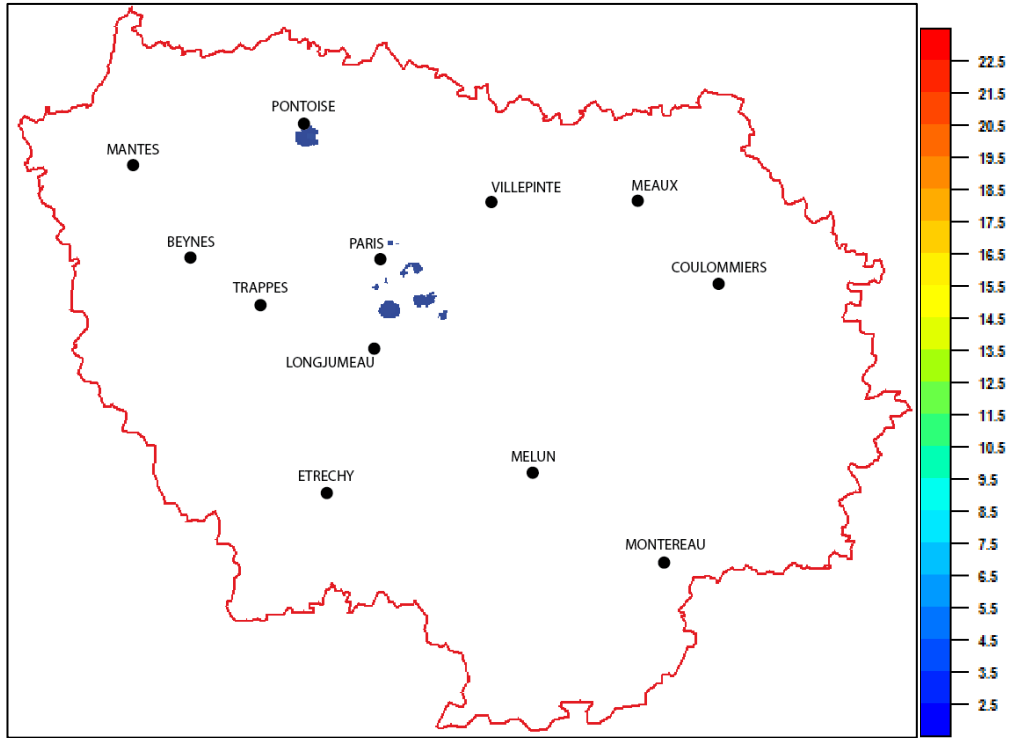 PONTOISE
MANTES
VILLEPINTE
MEAUX
BEYNES
PARIS
COULOMMIERS
TRAPPES
LONGJUMEAU
MELUN
ETRECHY
MONTEREAU
22.5
21.5
20.5
19.5
18.5
17.5
16.5
15.5
14.5
13.5
12.5
11.5
10.5
9.5
8.5
7.5
6.5
5.5
4.5
3.5
2.5